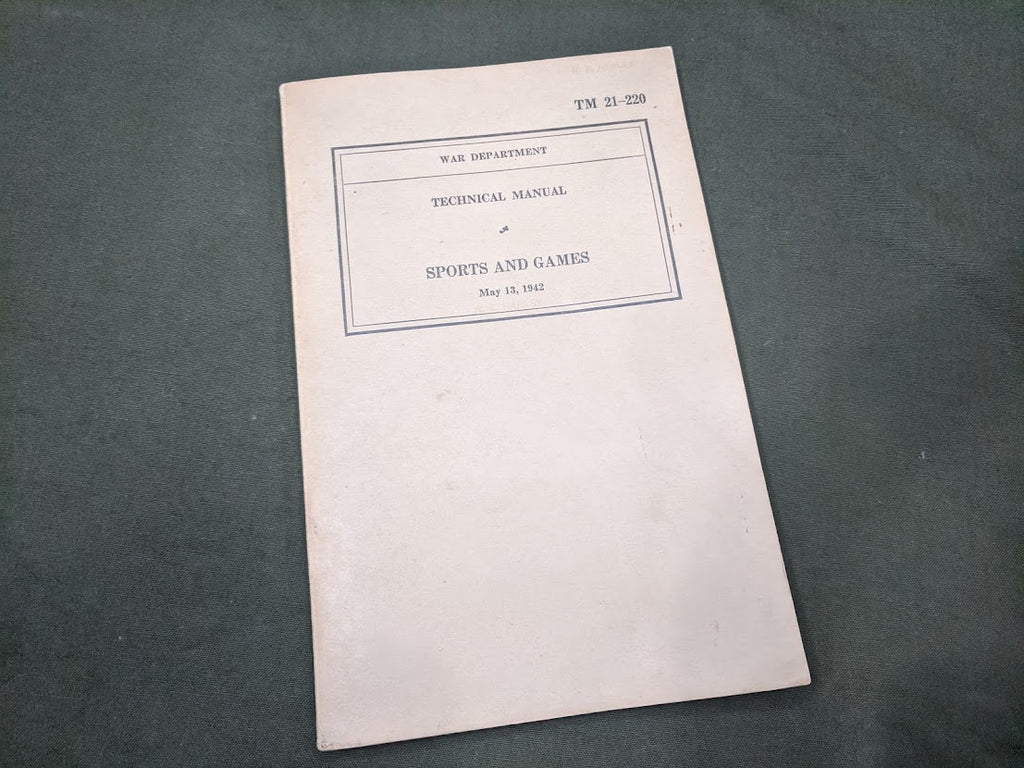 TM 21-220
WAR DEPARTMENT
TECHNICAL MANUAL
SPORTS AND GAMES
May 13, 1942